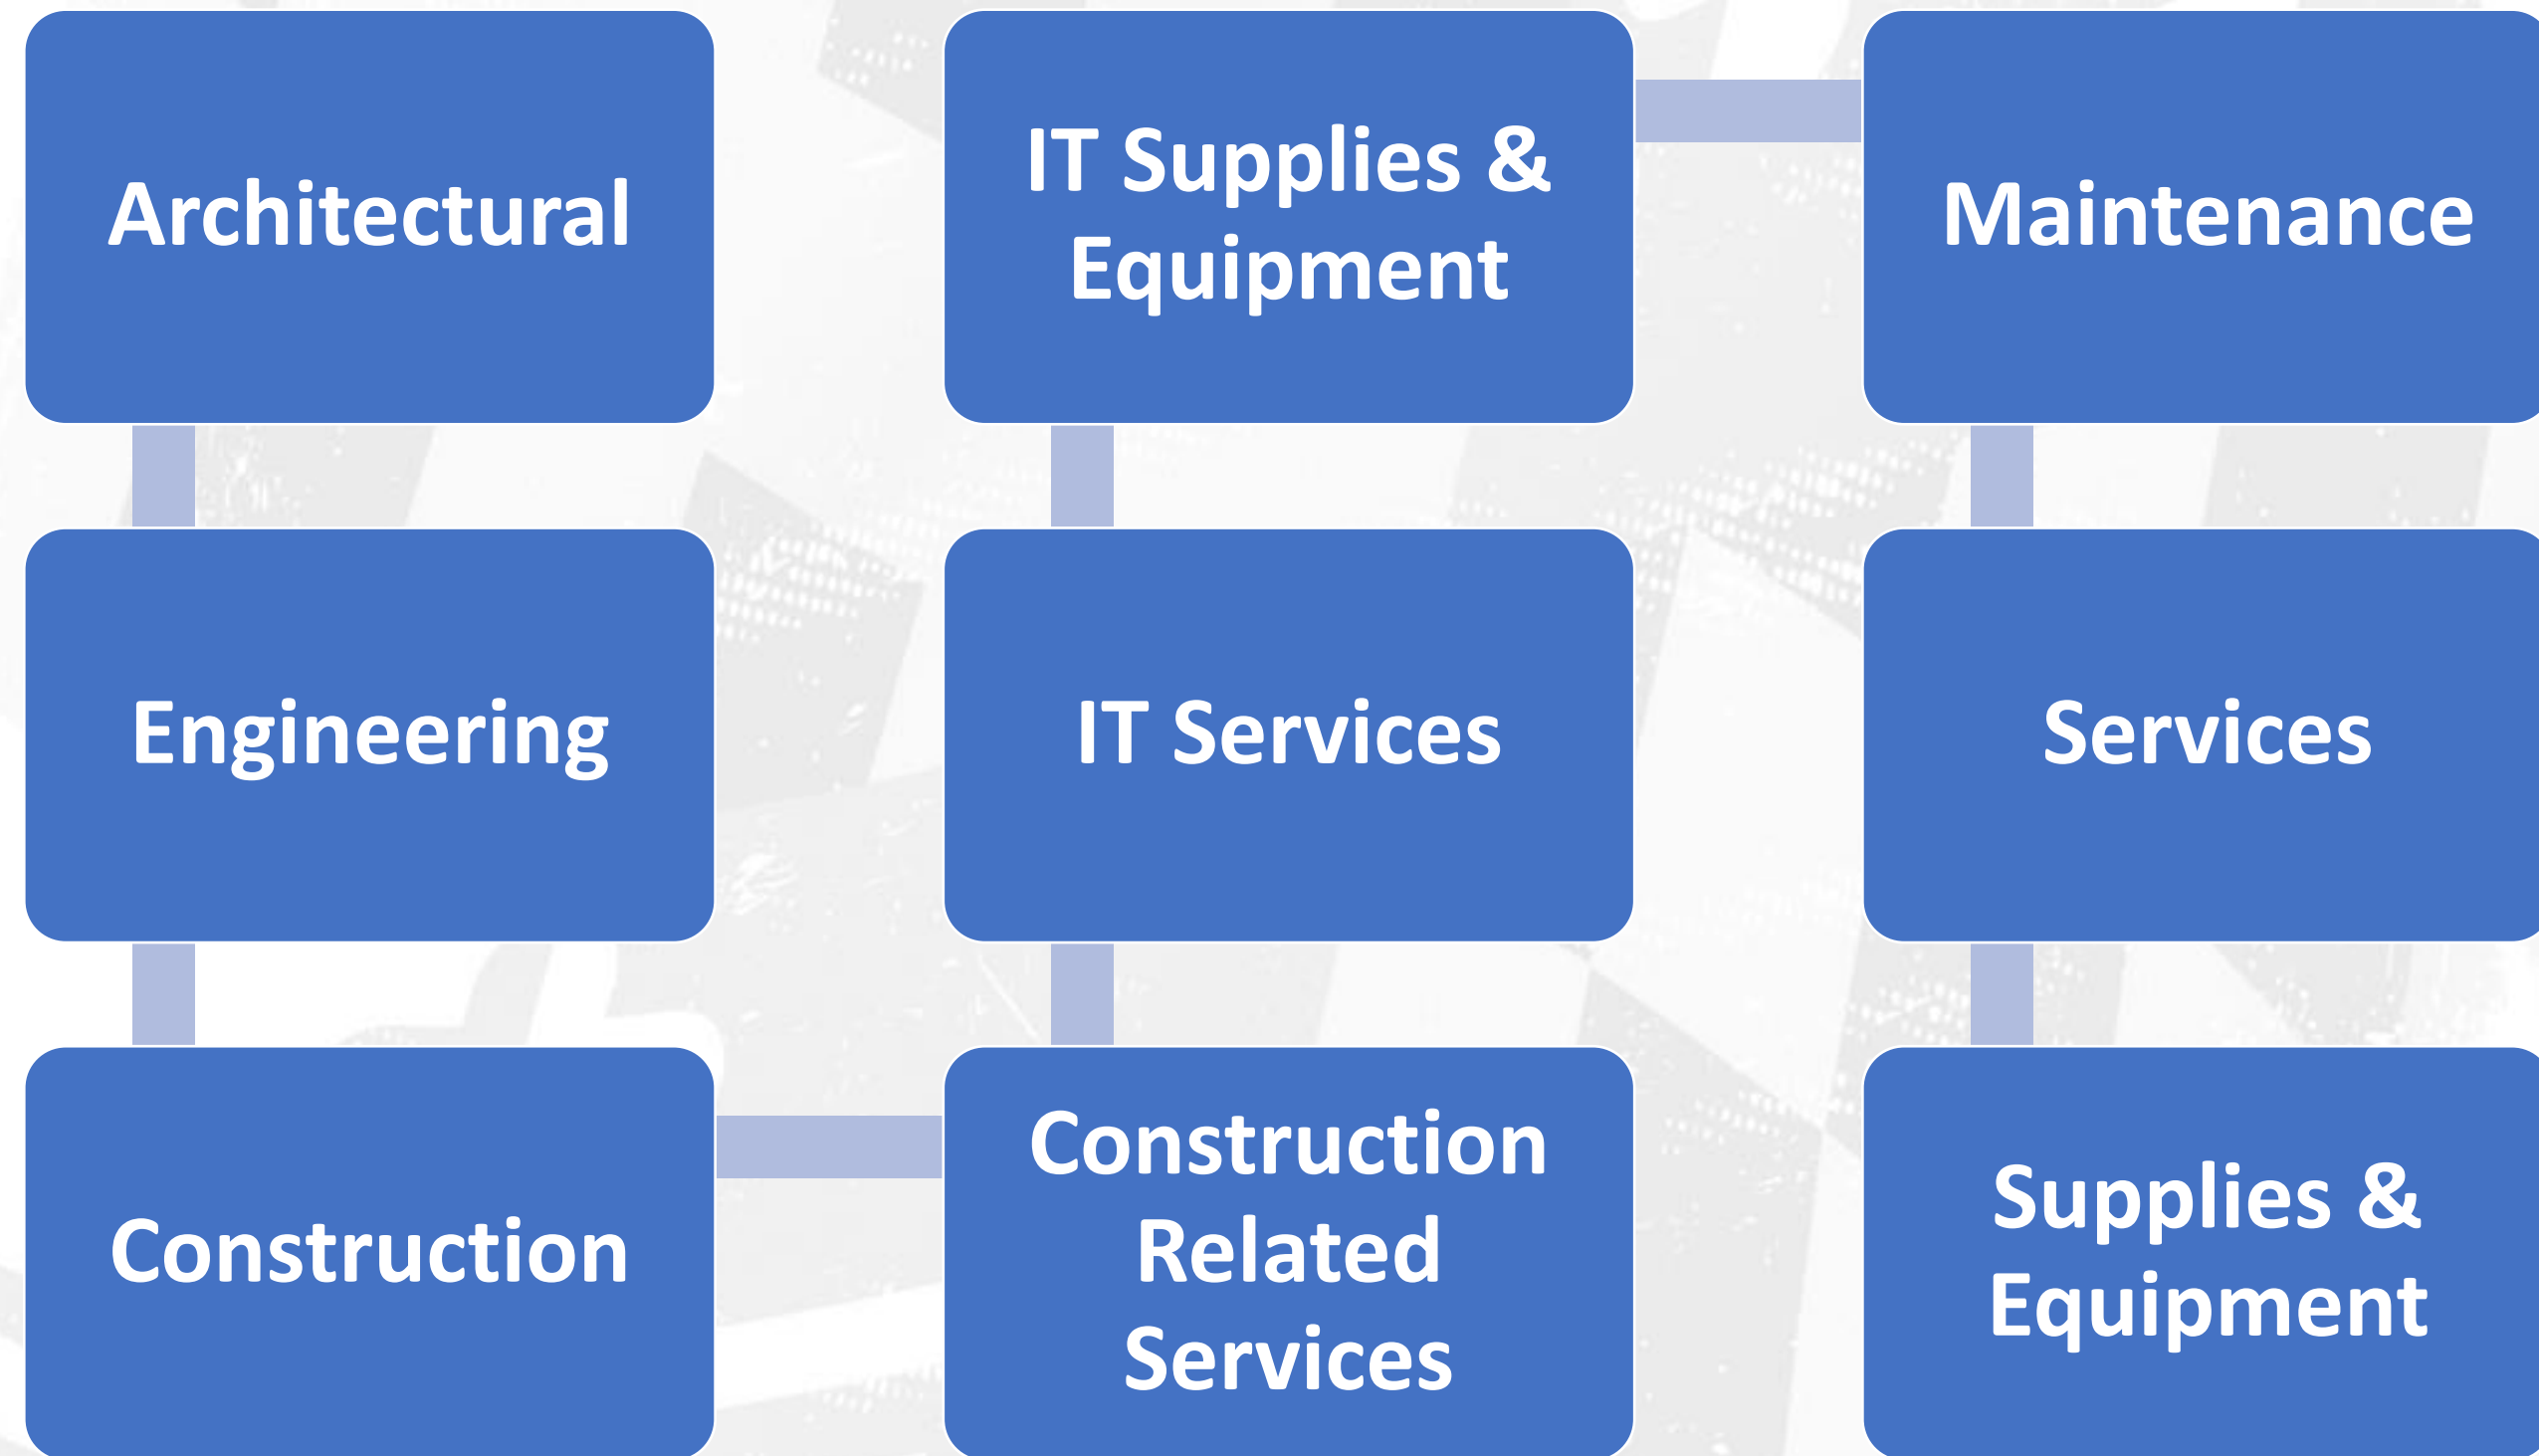 Architectural
Engineering
Construction
Construction
Related
Services
IT Services
IT Supplies &
Equipment
Maintenance
Services
Supplies &
Equipment